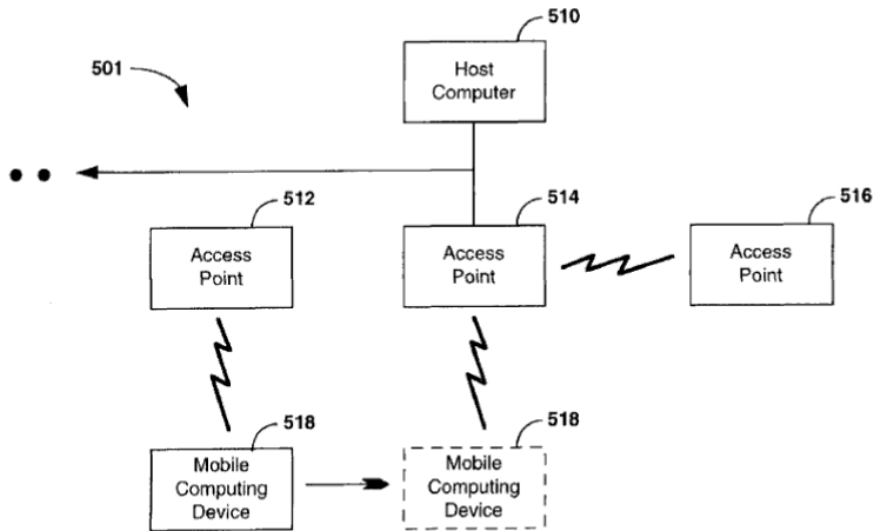 510
501
Host
Computer
512
514
516
Access
Point
Access
Point
Access
Point
518
518
Mobile
Computing
Device
Mobile
Computing
Device